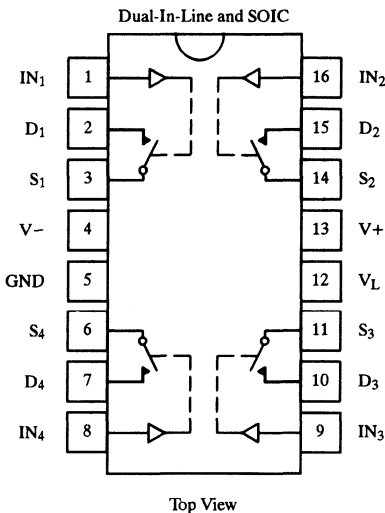 Dual-In-Line and SOIC
IN1 1 16 IN2
D1 2 15 D2
S1 3 14 S2
V− 4 13 V+
GND 5 12 VL
S4 6 11 S3
D4 7 10 D3
IN4 8 9 IN3
Top View